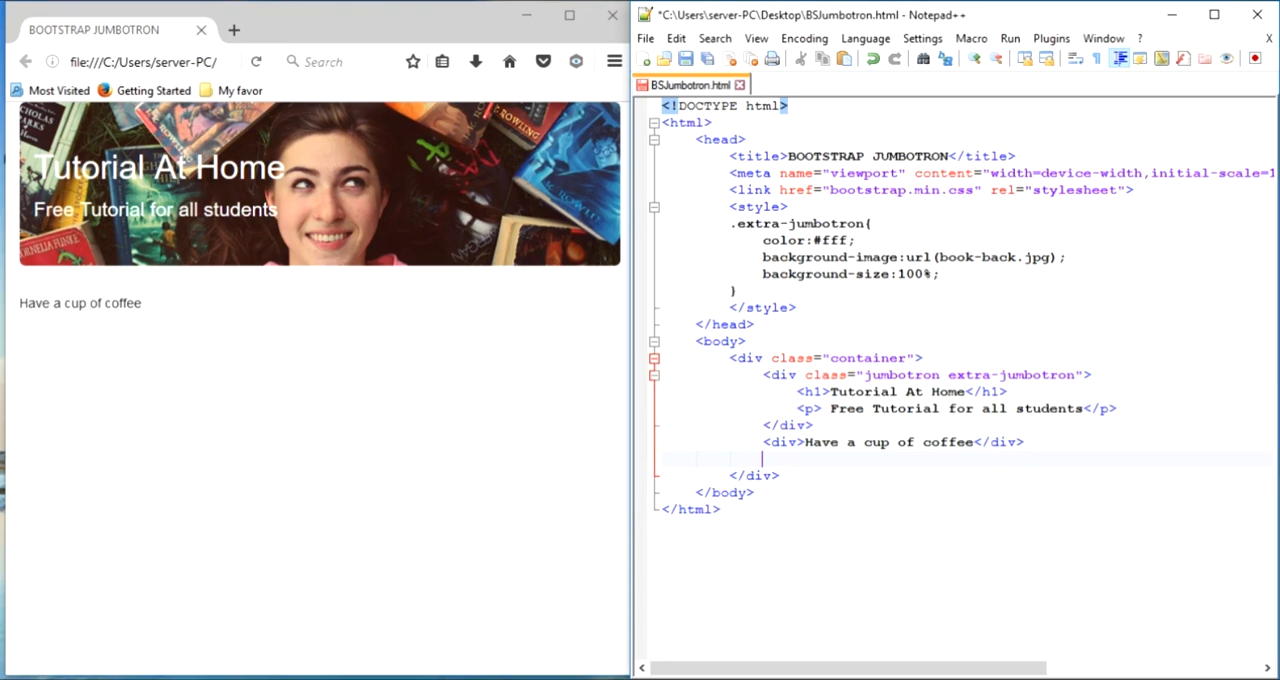 BOOTSTRAP JUMBOTRON
file:///C:/Users/server-PC/
Search
Most Visited Getting Started My favor
Tutorial At Home
Free Tutorial for all students
Have a cup of coffee
*C:\Users\server-PC\Desktop\BSJumbotron.html - Notepad++
File Edit Search View Encoding Language Settings Macro Run Plugins Window ? X
BSJumbotron.html
<!DOCTYPE html>
<html>
<head>
<title>BOOTSTRAP JUMBOTRON</title>
<meta name="viewport" content="width=device-width,initial-scale=1
<link href="bootstrap.min.css" rel="stylesheet">
<style>
.extra-jumbotron{
color:#fff;
background-image:url(book-back.jpg);
background-size:100%;
}
</style>
</head>
<body>
<div class="container">
<div class="jumbotron extra-jumbotron">
<h1>Tutorial At Home</h1>
<p> Free Tutorial for all students</p>
</div>
<div>Have a cup of coffee</div>
</div>
</body>
</html>